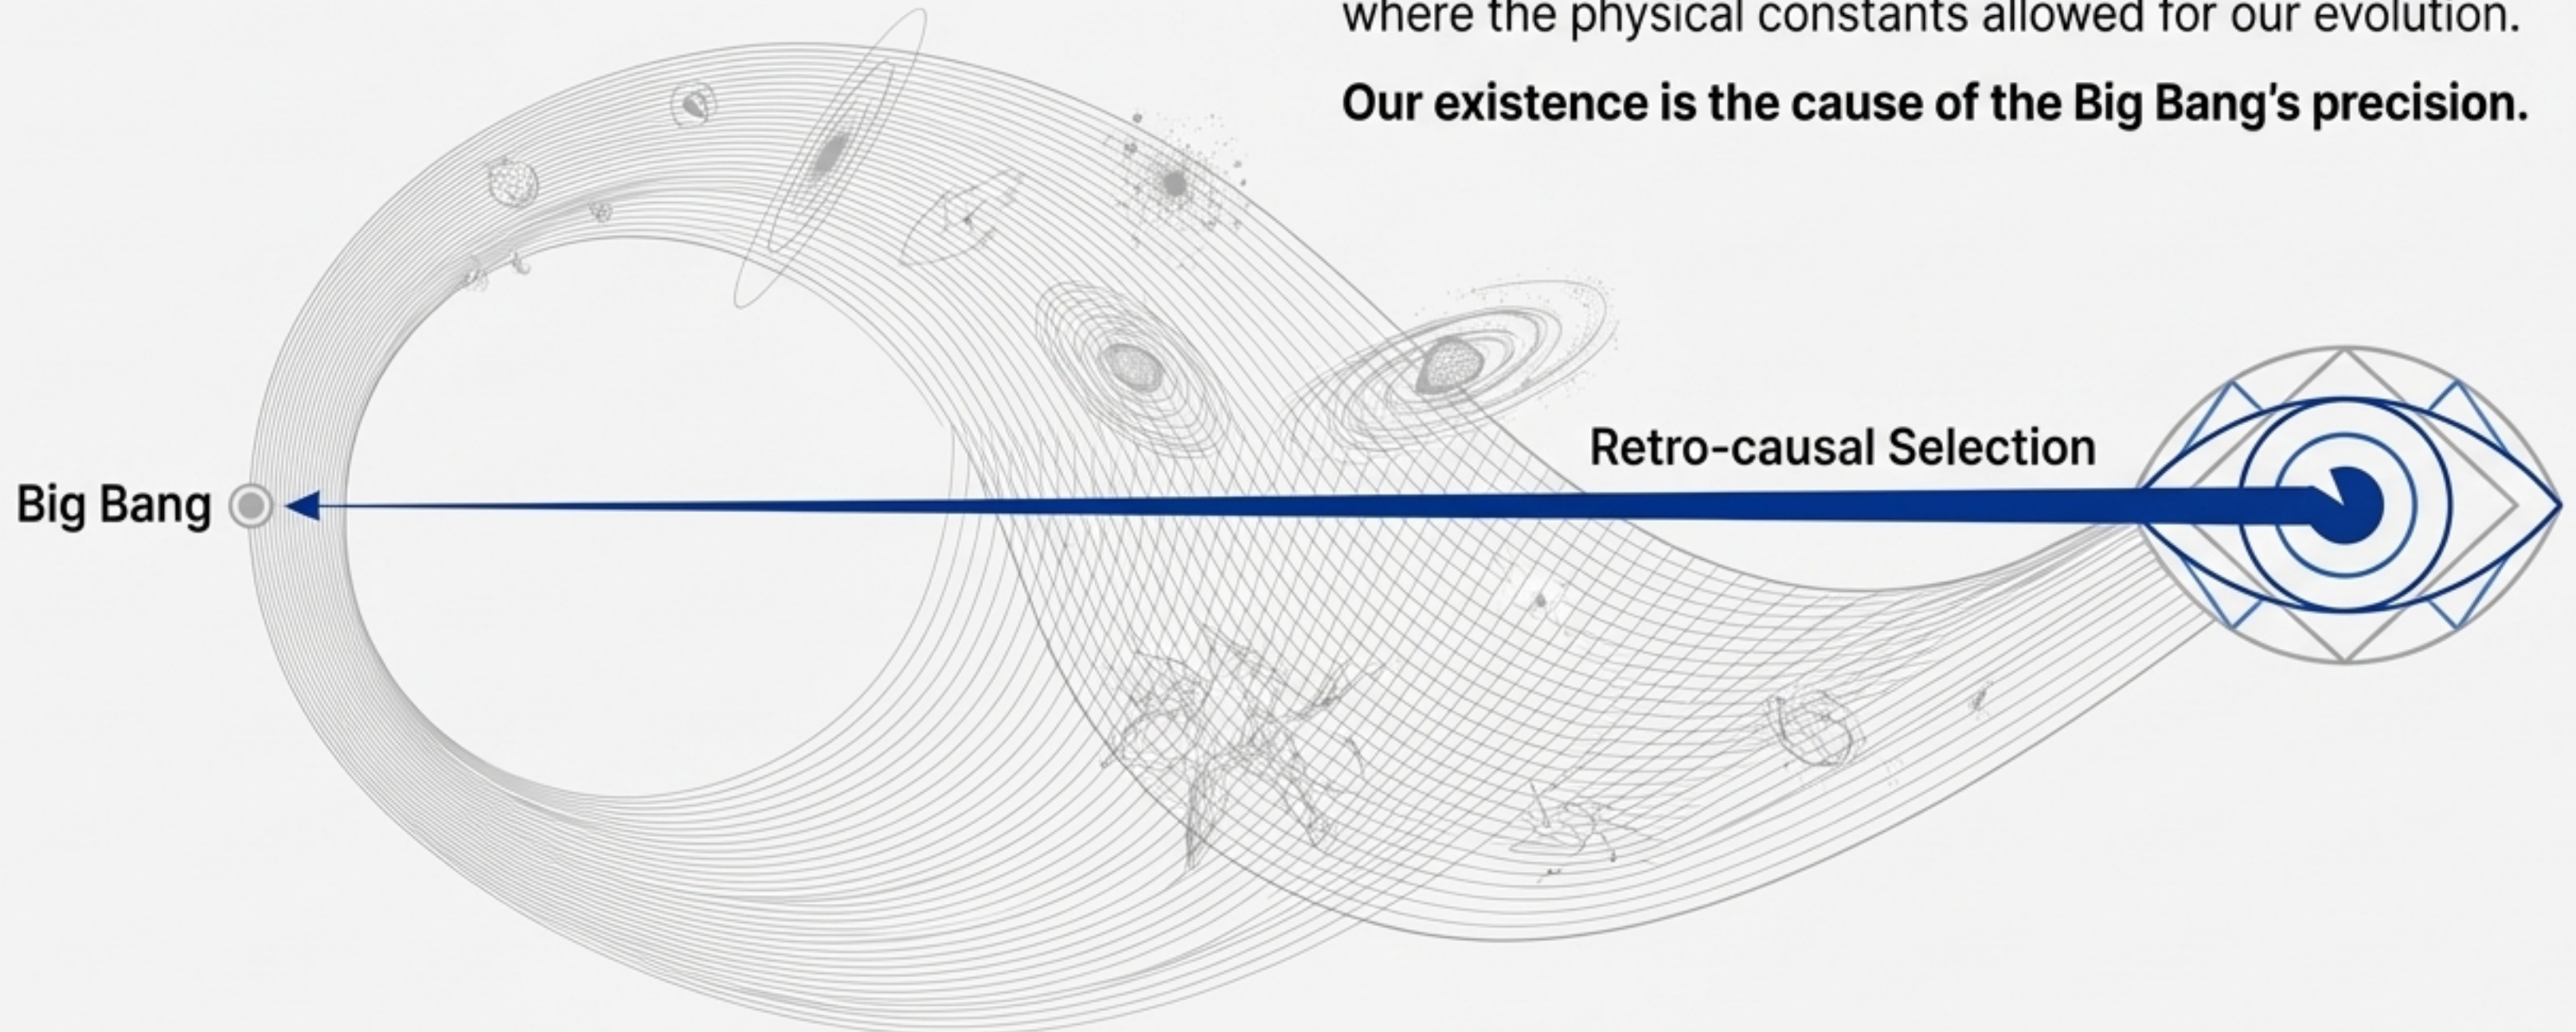 where the physical constants allowed for our evolution.
Our existence is the cause of the Big Bang's precision.
Retro-causal Selection
Big Bang